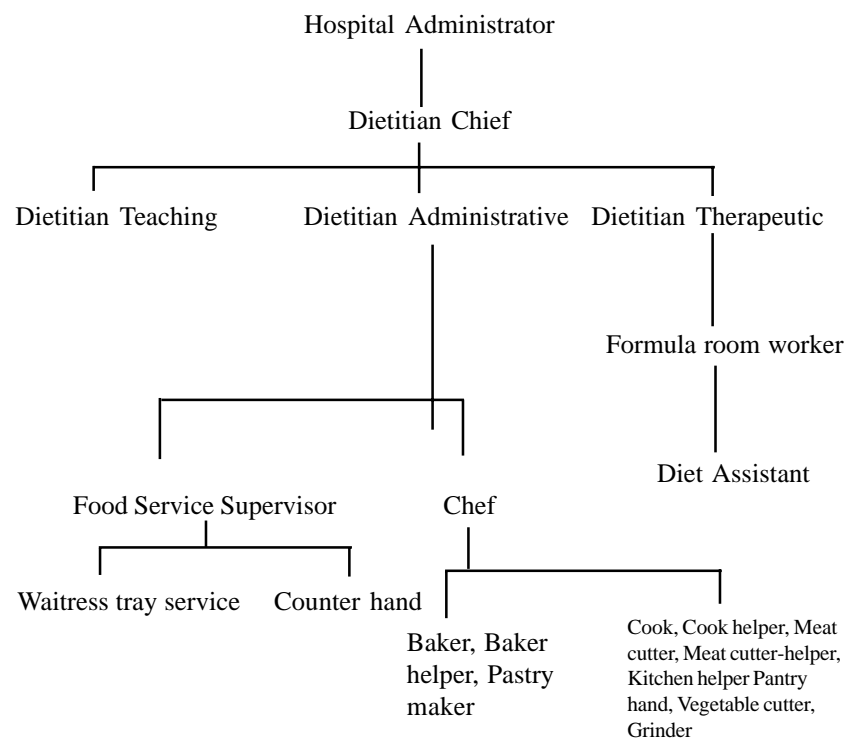 Hospital Administrator
Dietitian Chief
Dietitian Teaching
Dietitian Administrative
Dietitian Therapeutic
Formula room worker
Diet Assistant
Food Service Supervisor
Chef
Waitress tray service
Counter hand
Baker, Baker
helper, Pastry
maker
Cook, Cook helper, Meat
cutter, Meat cutter-helper,
Kitchen helper Pantry
hand, Vegetable cutter,
Grinder